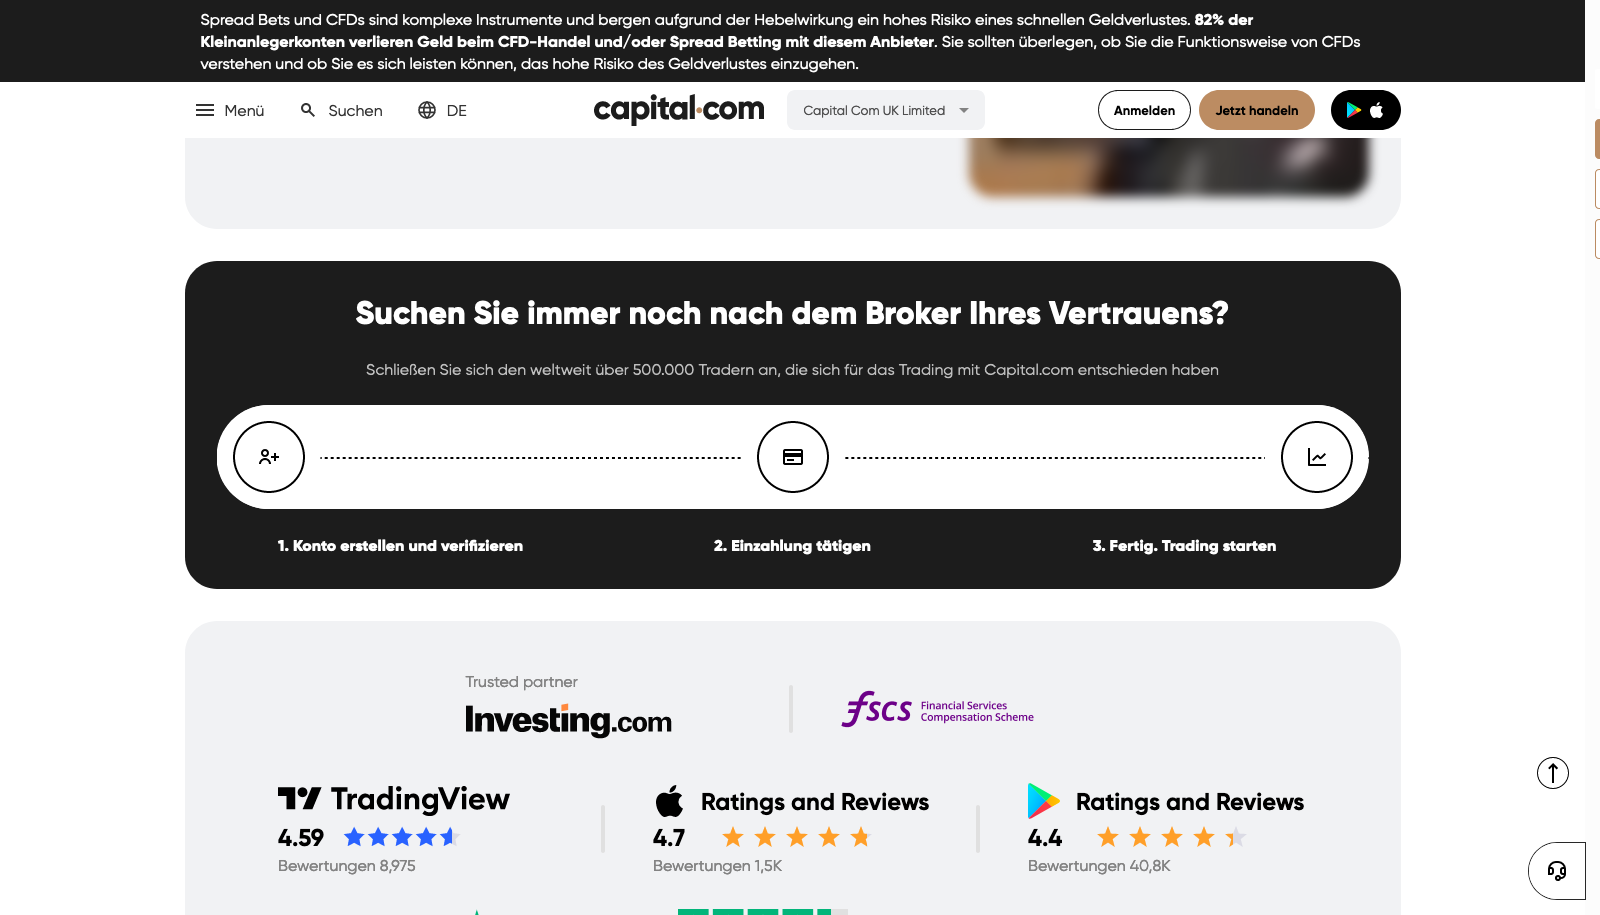 Spread Bets und CFDs sind komplexe Instrumente und bergen aufgrund der Hebelwirkung ein hohes Risiko eines schnellen Geldverlustes. 82% der
Kleinanlegerkonten verlieren Geld beim CFD-Handel und/oder Spread Betting mit diesem Anbieter. Sie sollten überlegen, ob Sie die Funktionsweise von CFDs
verstehen und ob Sie es sich leisten können, das hohe Risiko des Geldverlustes einzugehen.
Menü
Suchen
DE
capital.com
Capital Com UK Limited
Anmelden
Jetzt handeln
Suchen Sie immer noch nach dem Broker Ihres Vertrauens?
Schließen Sie sich den weltweit über 500.000 Tradern an, die sich für das Trading mit Capital.com entschieden haben
1. Konto erstellen und verifizieren
2. Einzahlung tätigen
3. Fertig. Trading starten
Trusted partner
Investing.com
fscs Financial Services
Compensation Scheme
TradingView
4.59
Bewertungen 8,975
Ratings and Reviews
4.7
Bewertungen 1,5K
Ratings and Reviews
4.4
Bewertungen 40,8K